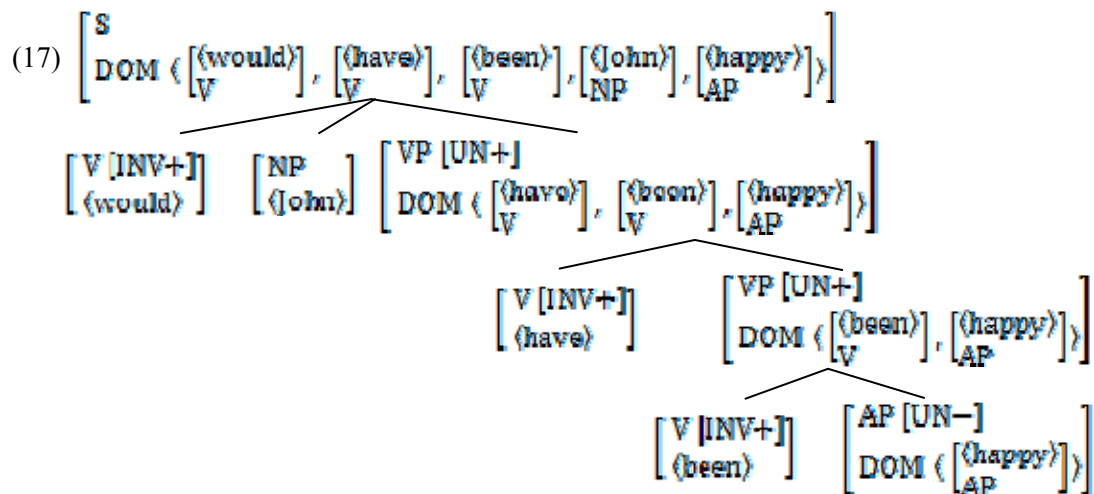 (17) [S
DOM ⟨[⟨would⟩ V], [⟨have⟩ V], [⟨been⟩ V], [⟨John⟩ NP], [⟨happy⟩ AP]⟩]
[V [INV+] ⟨would⟩] [NP ⟨John⟩] [VP [UN+]
DOM ⟨[⟨have⟩ V], [⟨been⟩ V], [⟨happy⟩ AP]⟩]
[V [INV+] ⟨have⟩] [VP [UN+]
DOM ⟨[⟨been⟩ V], [⟨happy⟩ AP]⟩]
[V [INV+] ⟨been⟩] [AP [UN−]
DOM ⟨[⟨happy⟩ AP]⟩]